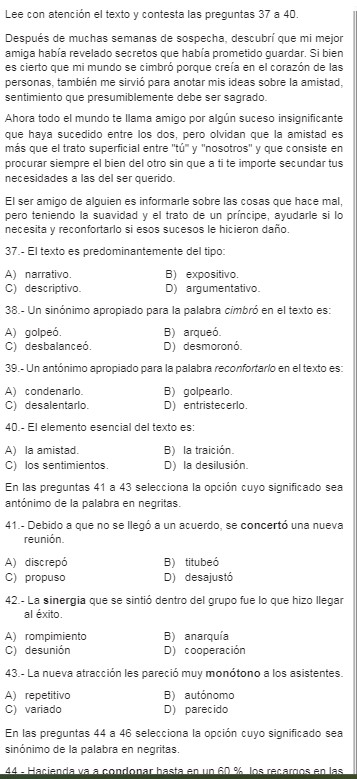 Lee con atención el texto y contesta las preguntas 37 a 40.
Después de muchas semanas de sospecha, descubrí que mi mejor
amiga había revelado secretos que había prometido guardar. Si bien
es cierto que mi mundo se cimbró porque creía en el corazón de las
personas, también me sirvió para anotar mis ideas sobre la amistad,
sentimiento que presumiblemente debe ser sagrado.
Ahora todo el mundo te llama amigo por algún suceso insignificante
que haya sucedido entre los dos, pero olvidan que la amistad es
más que el trato superficial entre "tú" y "nosotros" y que consiste en
procurar siempre el bien del otro sin que a ti te importe secundar tus
necesidades a las del ser querido.
El ser amigo de alguien es informarle sobre las cosas que hace mal,
pero teniendo la suavidad y el trato de un príncipe, ayudarle si lo
necesita y reconfortarlo si esos sucesos le hicieron daño.
37.- El texto es predominantemente del tipo:
A) narrativo. B) expositivo.
C) descriptivo. D) argumentativo.
38.- Un sinónimo apropiado para la palabra cimbró en el texto es:
A) golpeó. B) arqueó.
C) desbalanceó. D) desmoronó.
39.- Un antónimo apropiado para la palabra reconfortarlo en el texto es:
A) condenarlo. B) golpearlo.
C) desalentarlo. D) entristecerlo.
40.- El elemento esencial del texto es:
A) la amistad. B) la traición.
C) los sentimientos. D) la desilusión.
En las preguntas 41 a 43 selecciona la opción cuyo significado sea
antónimo de la palabra en negritas.
41.- Debido a que no se llegó a un acuerdo, se concertó una nueva
reunión.
A) discrepó B) titubeó
C) propuso D) desajustó
42.- La sinergia que se sintió dentro del grupo fue lo que hizo llegar
al éxito.
A) rompimiento B) anarquía
C) desunión D) cooperación
43.- La nueva atracción les pareció muy monótono a los asistentes.
A) repetitivo B) autónomo
C) variado D) parecido
En las preguntas 44 a 46 selecciona la opción cuyo significado sea
sinónimo de la palabra en negritas.
44.- Hacienda va a condonar hasta en un 60 % los recargos en las